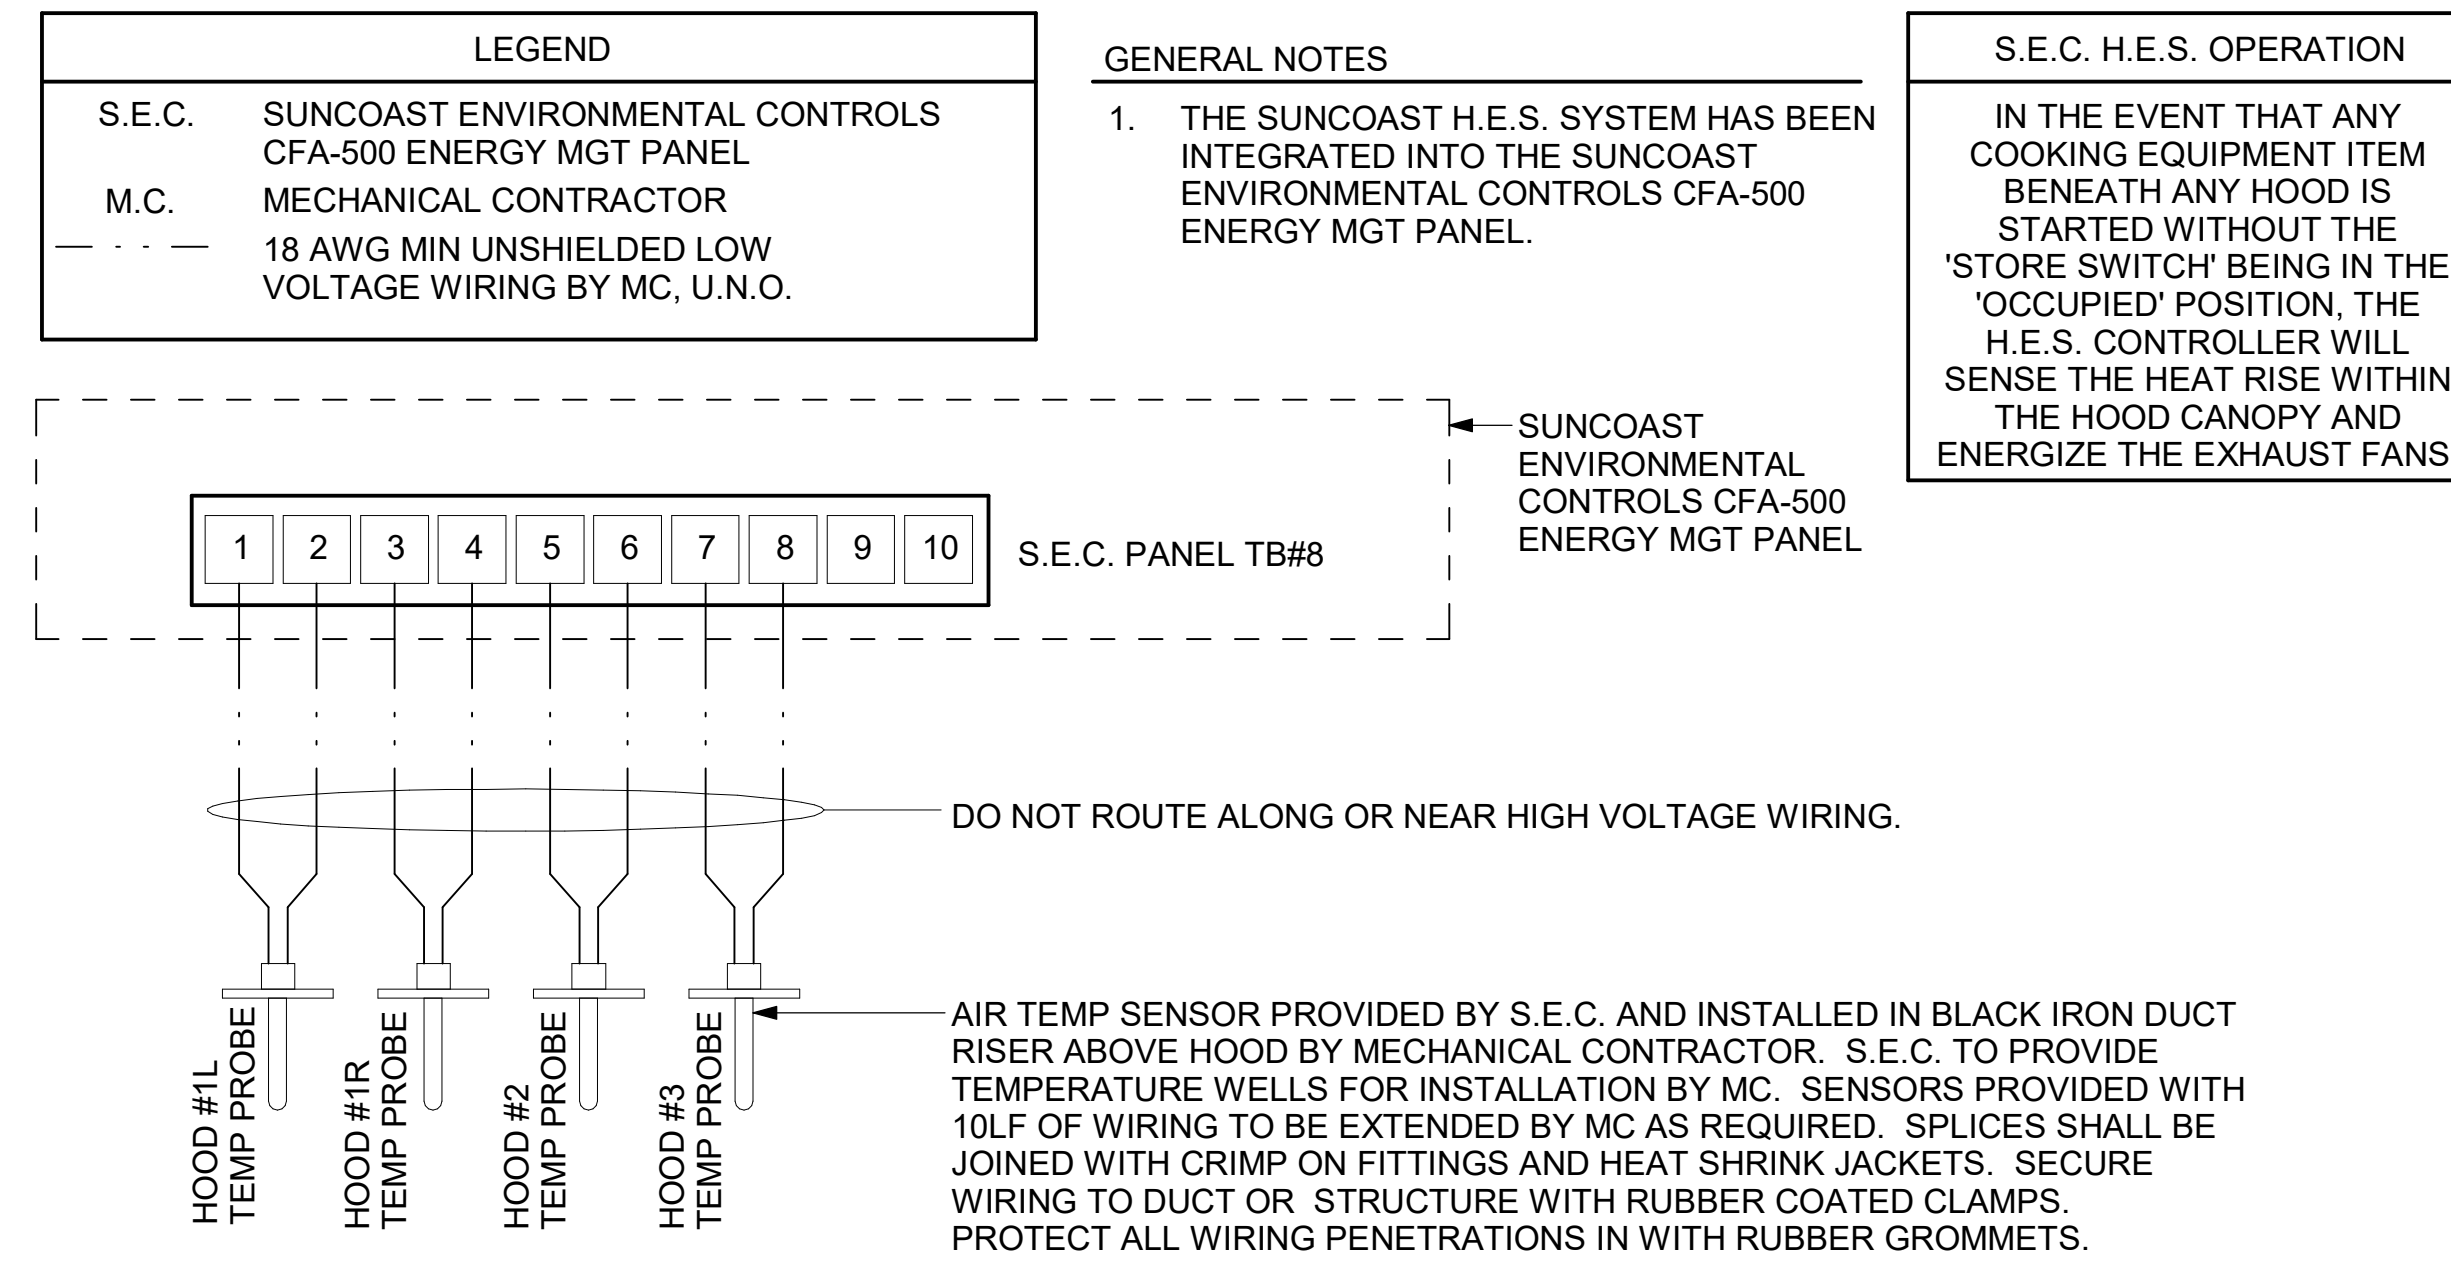 LEGEND
S.E.C. SUNCOAST ENVIRONMENTAL CONTROLS
CFA-500 ENERGY MGT PANEL
M.C. MECHANICAL CONTRACTOR
18 AWG MIN UNSHIELDED LOW
VOLTAGE WIRING BY MC, U.N.O.
GENERAL NOTES
1. THE SUNCOAST H.E.S. SYSTEM HAS BEEN
INTEGRATED INTO THE SUNCOAST
ENVIRONMENTAL CONTROLS CFA-500
ENERGY MGT PANEL.
S.E.C. H.E.S. OPERATION
IN THE EVENT THAT ANY
COOKING EQUIPMENT ITEM
BENEATH ANY HOOD IS
STARTED WITHOUT THE
'STORE SWITCH' BEING IN THE
'OCCUPIED' POSITION, THE
H.E.S. CONTROLLER WILL
SENSE THE HEAT RISE WITHIN
THE HOOD CANOPY AND
ENERGIZE THE EXHAUST FANS
SUNCOAST
ENVIRONMENTAL
CONTROLS CFA-500
ENERGY MGT PANEL
1 2 3 4 5 6 7 8 9 10
S.E.C. PANEL TB#8
DO NOT ROUTE ALONG OR NEAR HIGH VOLTAGE WIRING.
HOOD #1L
TEMP PROBE
HOOD #1R
TEMP PROBE
HOOD #2
TEMP PROBE
HOOD #3
TEMP PROBE
AIR TEMP SENSOR PROVIDED BY S.E.C. AND INSTALLED IN BLACK IRON DUCT
RISER ABOVE HOOD BY MECHANICAL CONTRACTOR. S.E.C. TO PROVIDE
TEMPERATURE WELLS FOR INSTALLATION BY MC. SENSORS PROVIDED WITH
10LF OF WIRING TO BE EXTENDED BY MC AS REQUIRED. SPLICES SHALL BE
JOINED WITH CRIMP ON FITTINGS AND HEAT SHRINK JACKETS. SECURE
WIRING TO DUCT OR STRUCTURE WITH RUBBER COATED CLAMPS.
PROTECT ALL WIRING PENETRATIONS IN WITH RUBBER GROMMETS.